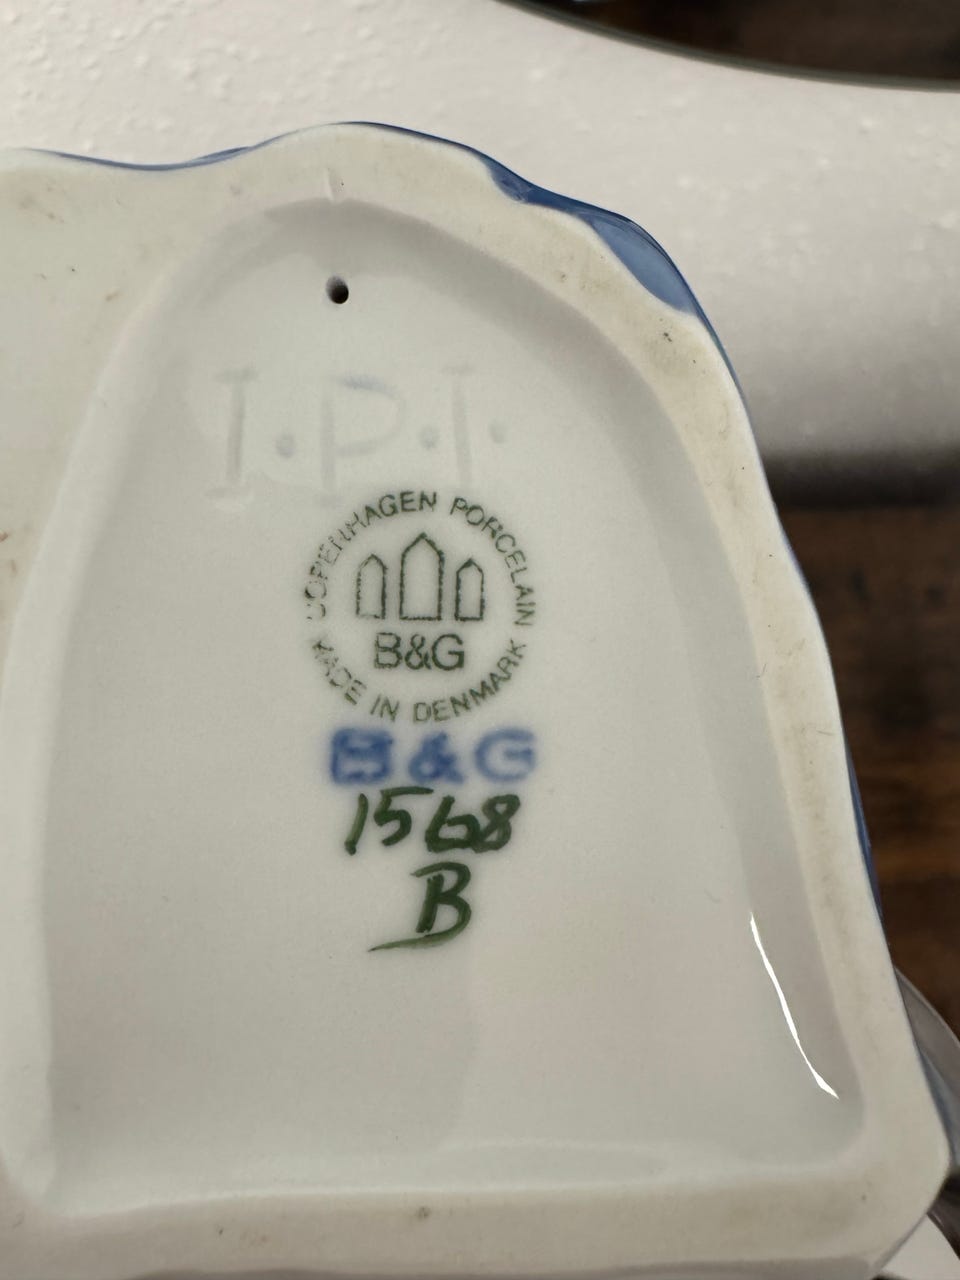 I·P·I·
COPENHAGEN PORCELAIN
B&G
MADE IN DENMARK
B&G
1568
B